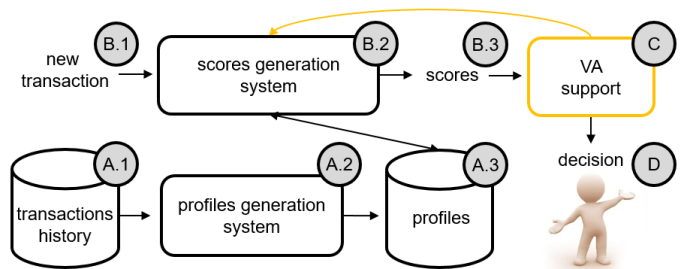 B.1
new
transaction
B.2
scores generation
system
B.3
scores
C
VA
support
A.1
transactions
history
A.2
profiles generation
system
A.3
profiles
decision
D